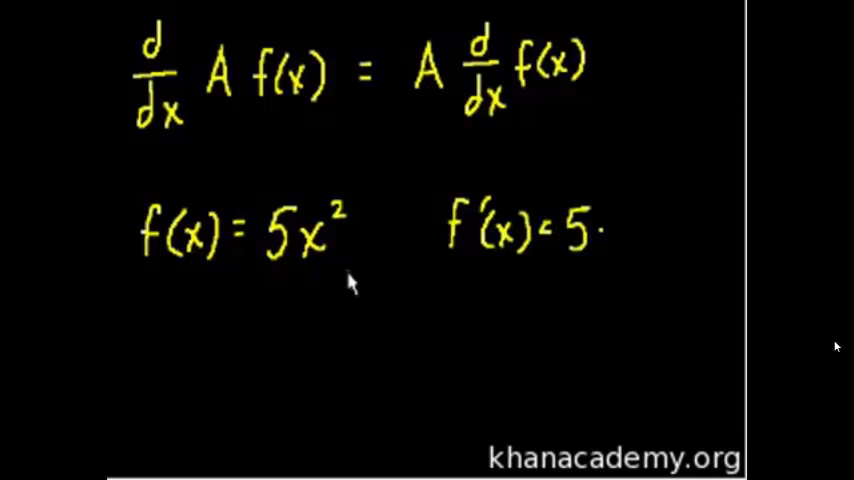 d/dx A f(x) = A d/dx f(x)
f(x) = 5x² f'(x) = 5·
khanacademy.org